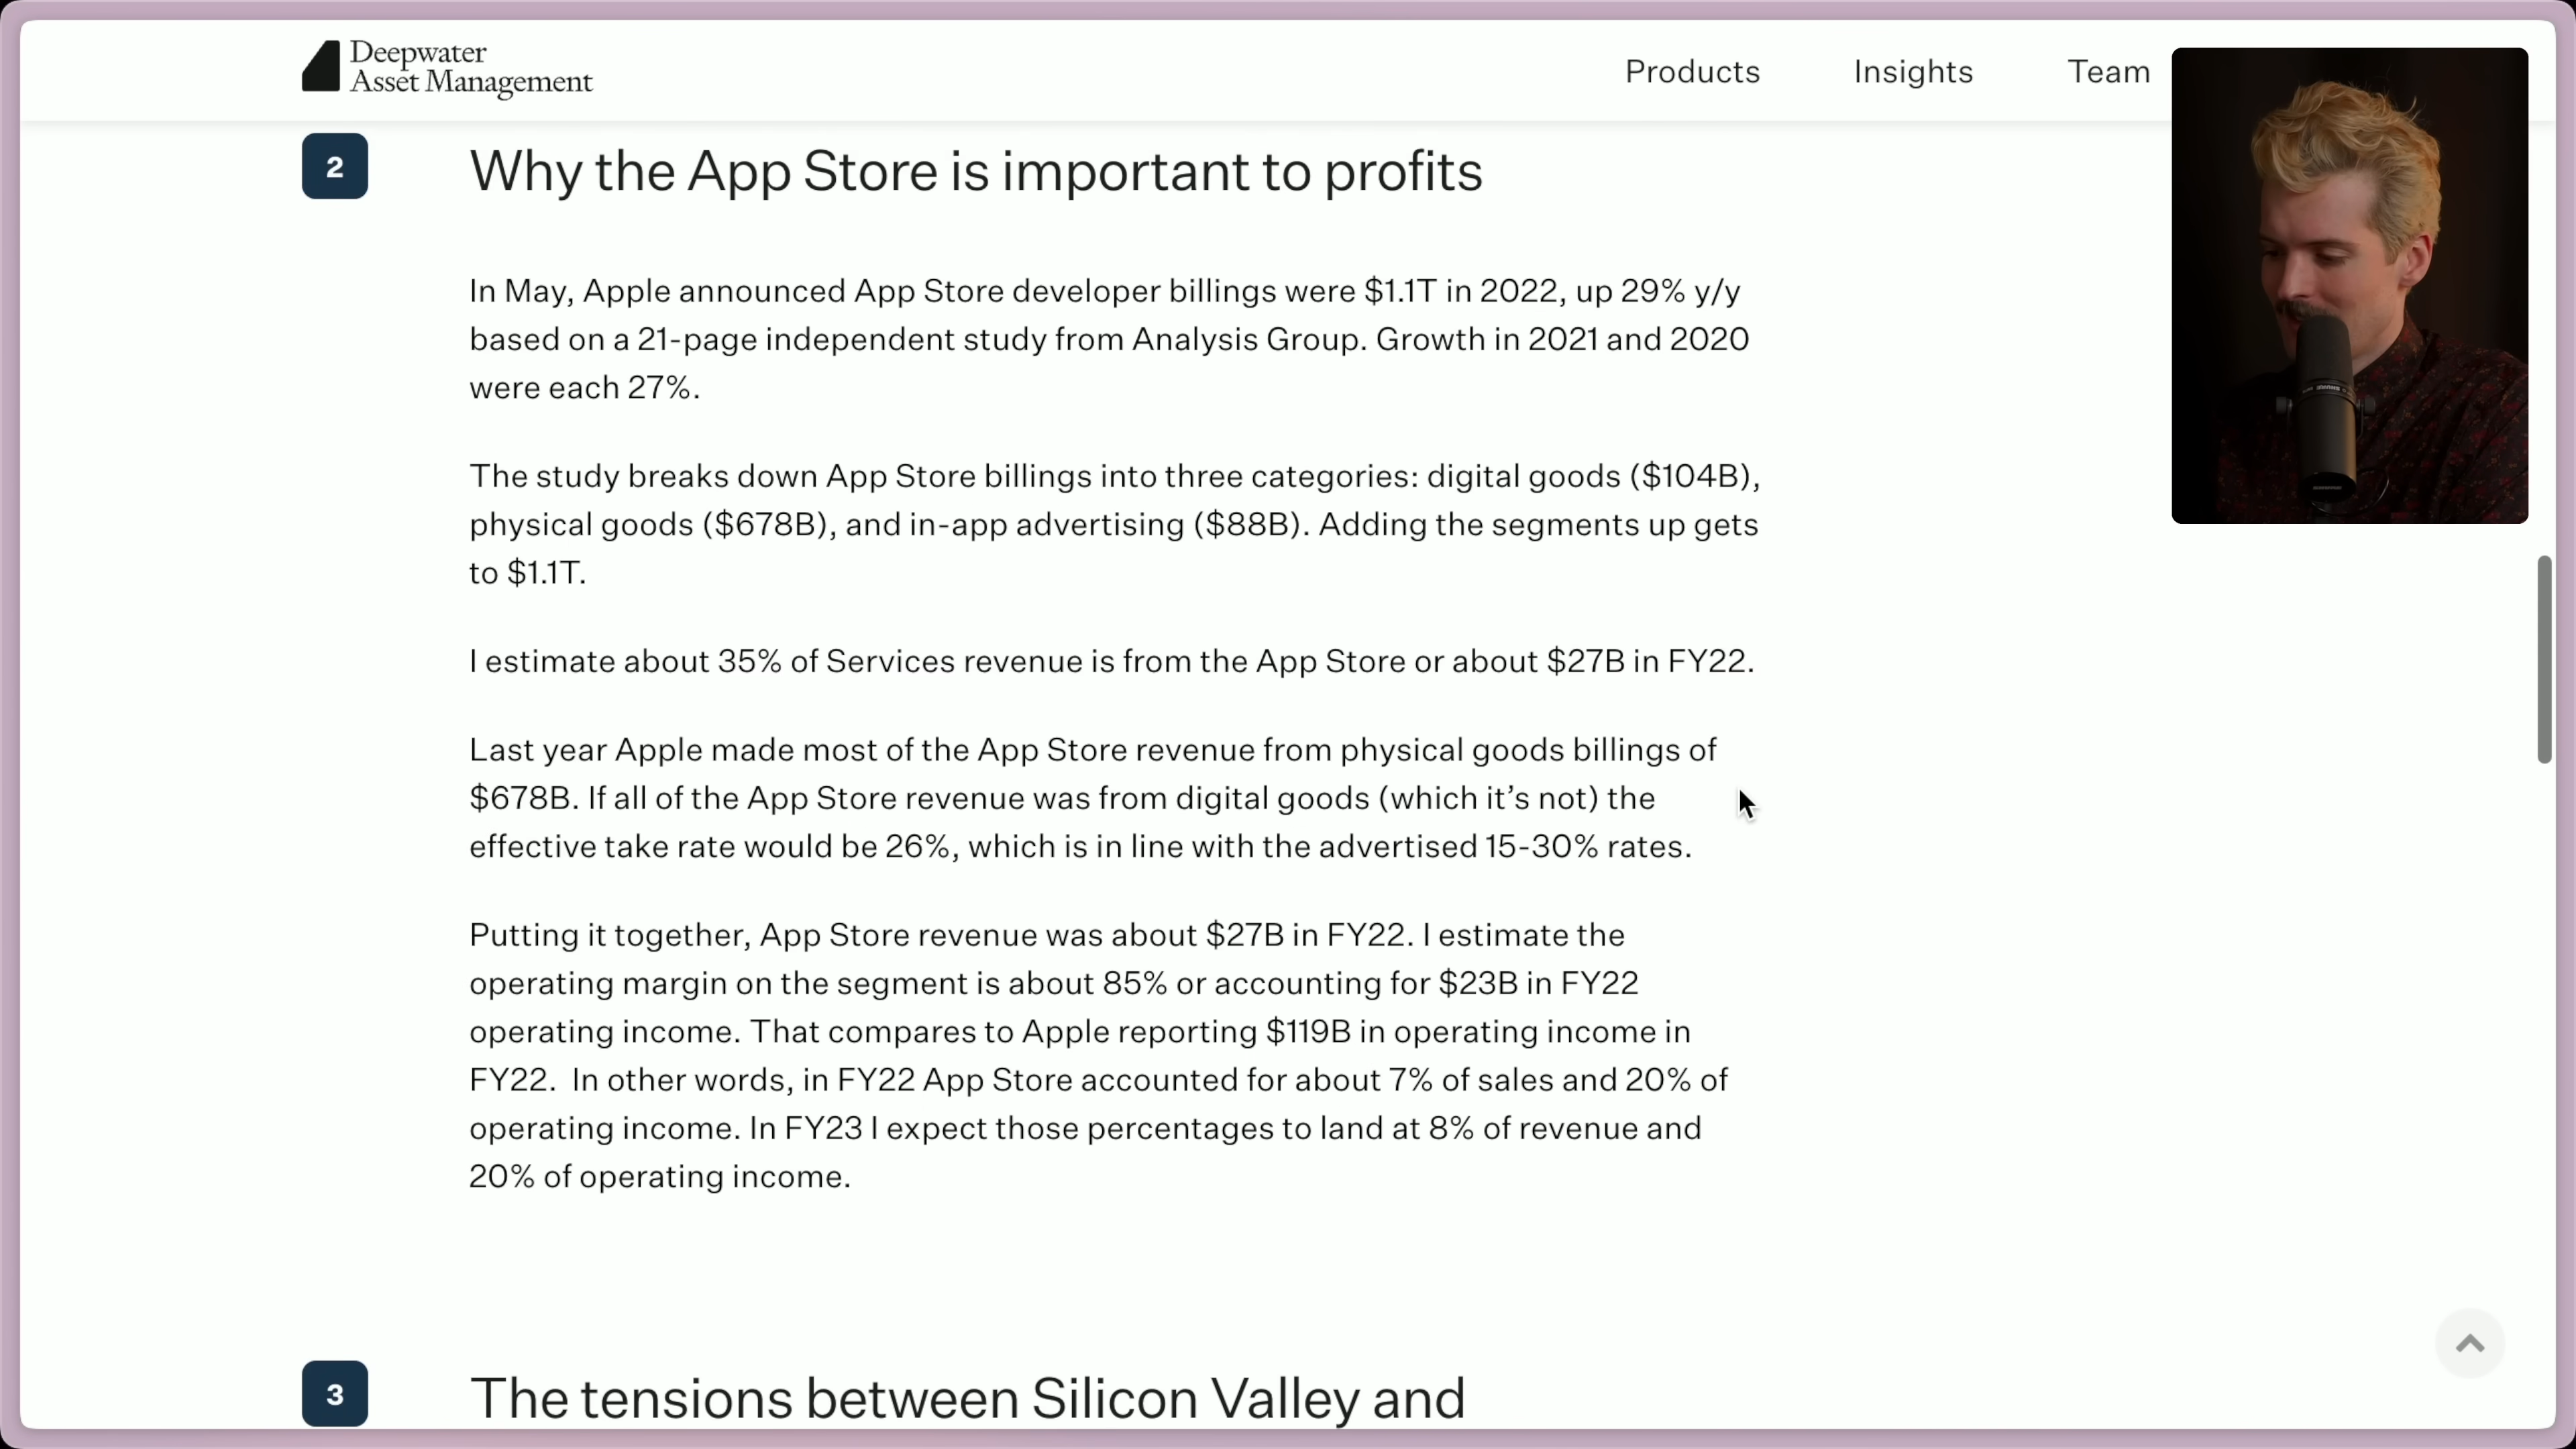 Deepwater
Asset Management
Products
Insights
Team
2
Why the App Store is important to profits
In May, Apple announced App Store developer billings were $1.1T in 2022, up 29% y/y
based on a 21-page independent study from Analysis Group. Growth in 2021 and 2020
were each 27%.
The study breaks down App Store billings into three categories: digital goods ($104B),
physical goods ($678B), and in-app advertising ($88B). Adding the segments up gets
to $1.1T.
I estimate about 35% of Services revenue is from the App Store or about $27B in FY22.
Last year Apple made most of the App Store revenue from physical goods billings of
$678B. If all of the App Store revenue was from digital goods (which it’s not) the
effective take rate would be 26%, which is in line with the advertised 15-30% rates.
Putting it together, App Store revenue was about $27B in FY22. I estimate the
operating margin on the segment is about 85% or accounting for $23B in FY22
operating income. That compares to Apple reporting $119B in operating income in
FY22.  In other words, in FY22 App Store accounted for about 7% of sales and 20% of
operating income. In FY23 I expect those percentages to land at 8% of revenue and
20% of operating income.
3
The tensions between Silicon Valley and